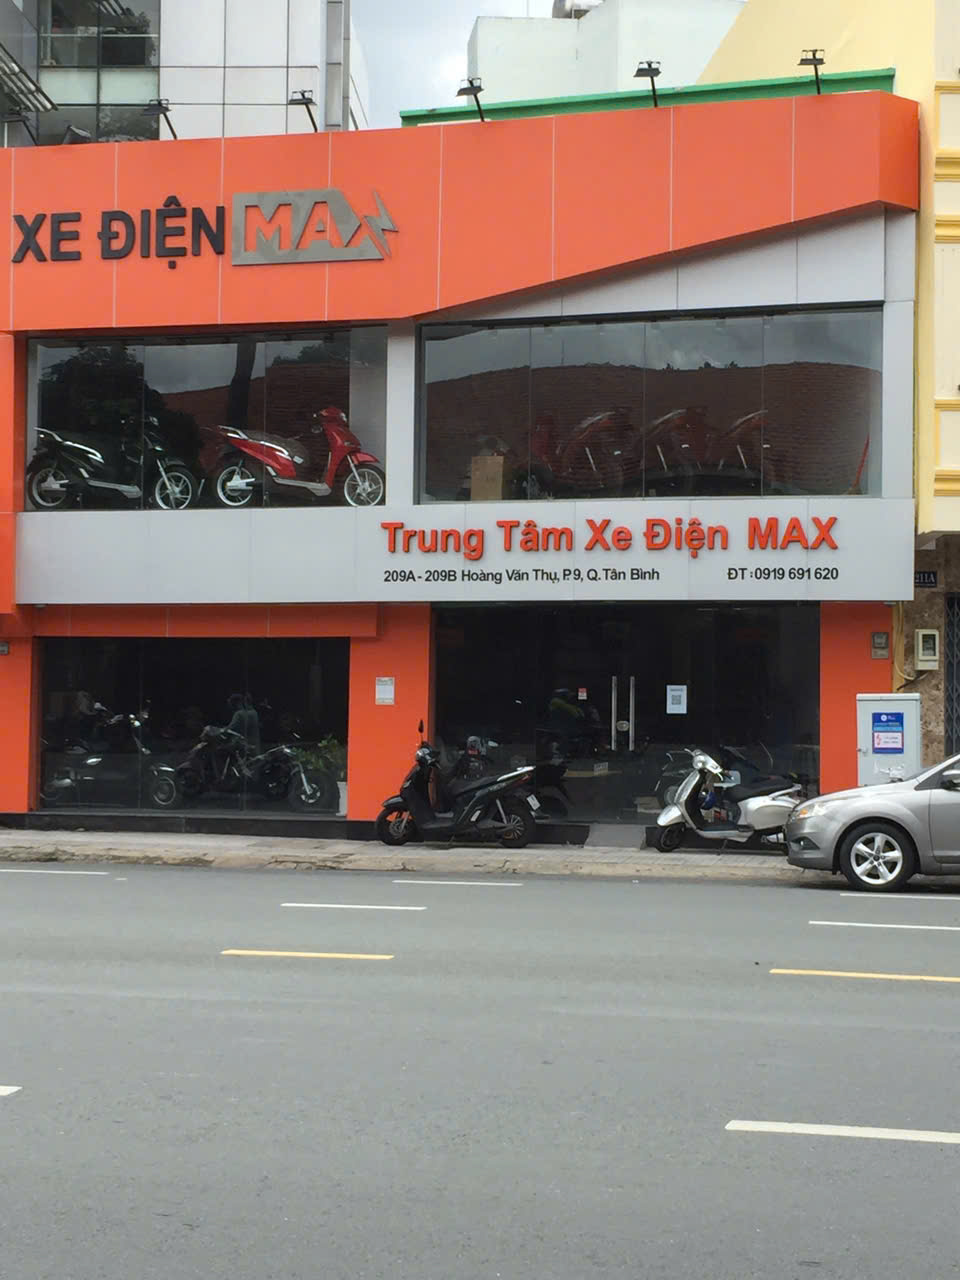 XE ĐIỆN MAX
Trung Tâm Xe Điện MAX
209A - 209B Hoàng Văn Thụ, P.9, Q. Tân Bình ĐT : 0919 691 620
211A